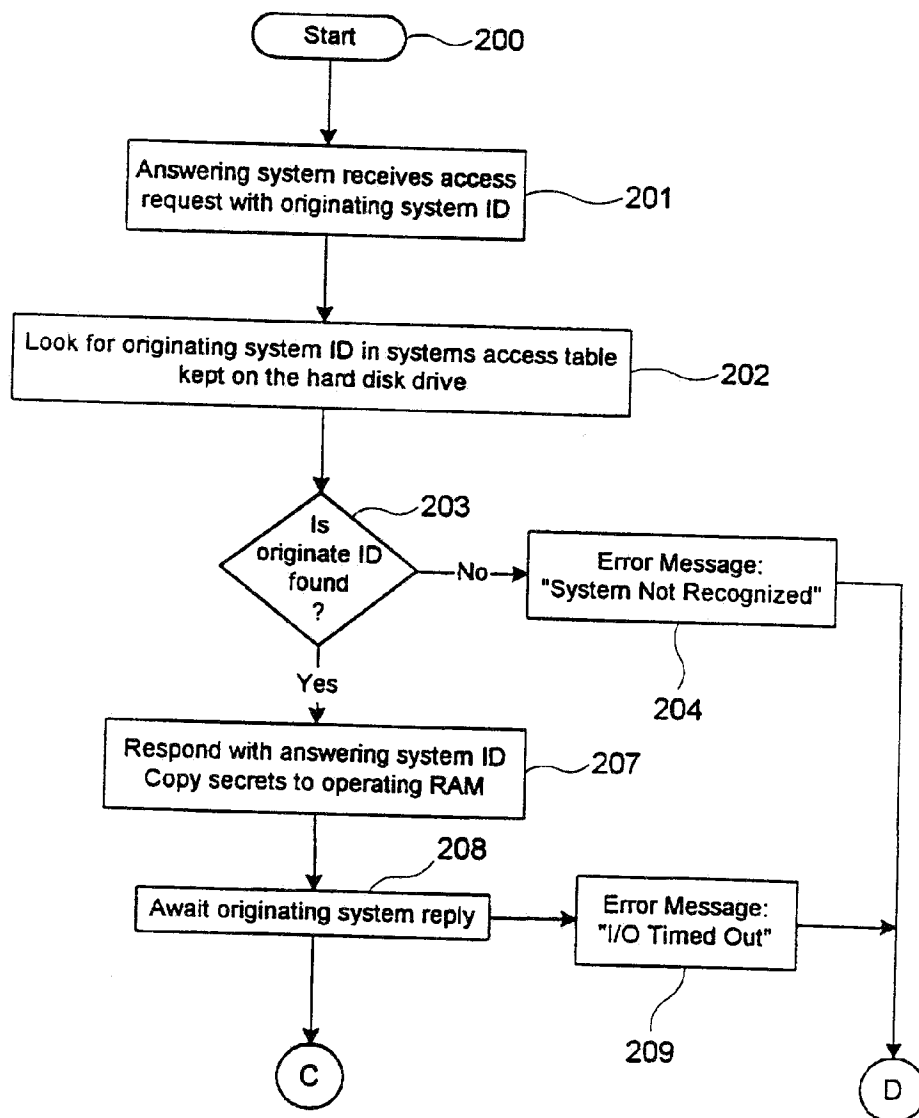 Start
200
Answering system receives access
request with originating system ID
201
Look for originating system ID in systems access table
kept on the hard disk drive
202
203
Is
originate ID
found
?
No
Error Message:
"System Not Recognized"
204
Yes
Respond with answering system ID
Copy secrets to operating RAM
207
208
Await originating system reply
Error Message:
"I/O Timed Out"
209
C
D